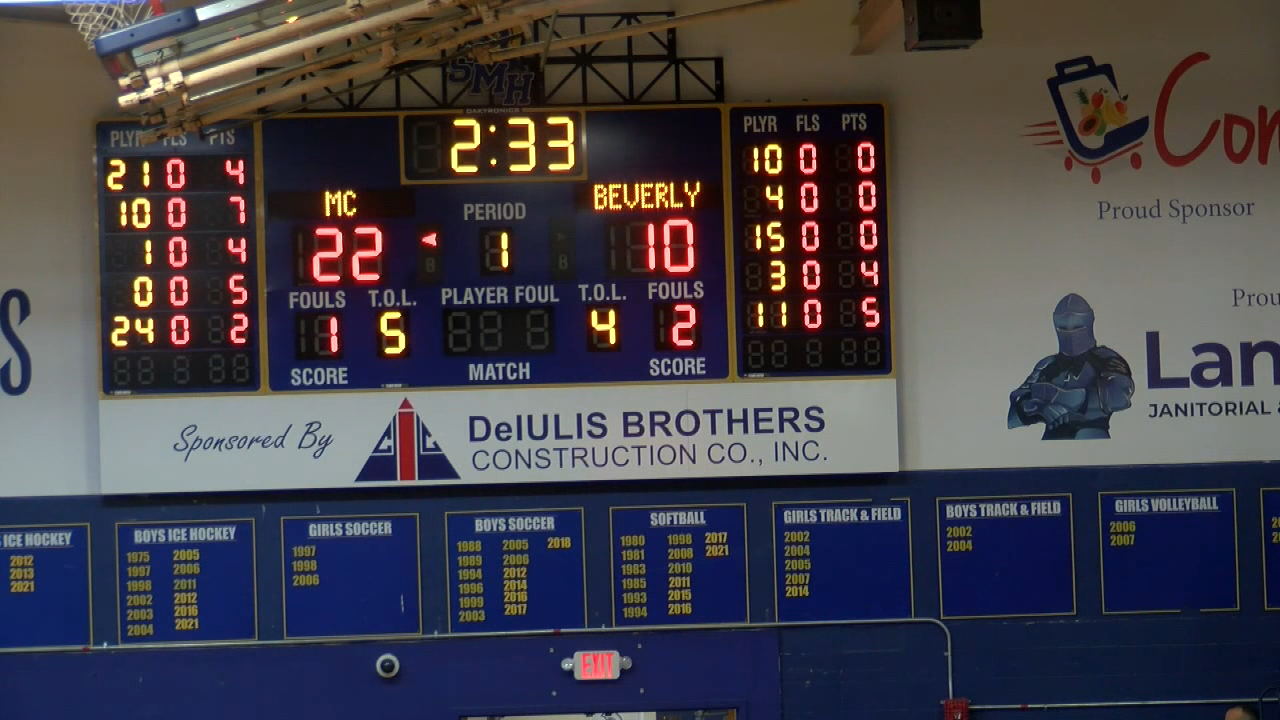 SMH
DAKTRONICS
PLYR FLS PTS
21 0 4
10 0 7
1 0 4
0 0 5
24 0 2
2:33
MC
BEVERLY
PERIOD
22
1
10
FOULS T.O.L. PLAYER FOUL T.O.L. FOULS
1 5 4 2
SCORE MATCH SCORE
PLYR FLS PTS
10 0 0
4 0 0
15 0 0
3 0 4
11 0 5
Sponsored By
DeIULIS BROTHERS
CONSTRUCTION CO., INC.
Con
Proud Sponsor
Prou
Lan
JANITORIAL &
S
ICE HOCKEY
2012
2013
2021
BOYS ICE HOCKEY
1975 2005
1997 2006
1998 2011
2002 2012
2003 2016
2004 2021
GIRLS SOCCER
1997
1998
2006
BOYS SOCCER
1988 2005 2018
1989 2006
1994 2012
1996 2014
1999 2016
2003 2017
SOFTBALL
1980 1998 2017
1981 2008 2021
1983 2010
1985 2011
1993 2015
1994 2016
GIRLS TRACK & FIELD
2002
2004
2005
2007
2014
BOYS TRACK & FIELD
2002
2004
GIRLS VOLLEYBALL
2006
2007
EXIT